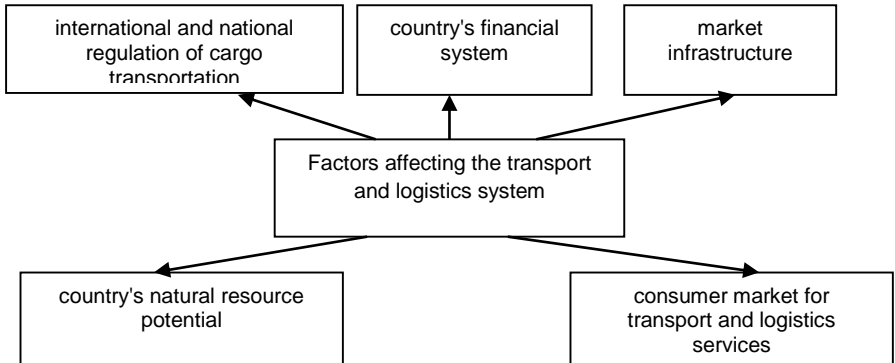 international and national
regulation of cargo
transportation
country's financial
system
market
infrastructure
Factors affecting the transport
and logistics system
country's natural resource
potential
consumer market for
transport and logistics
services